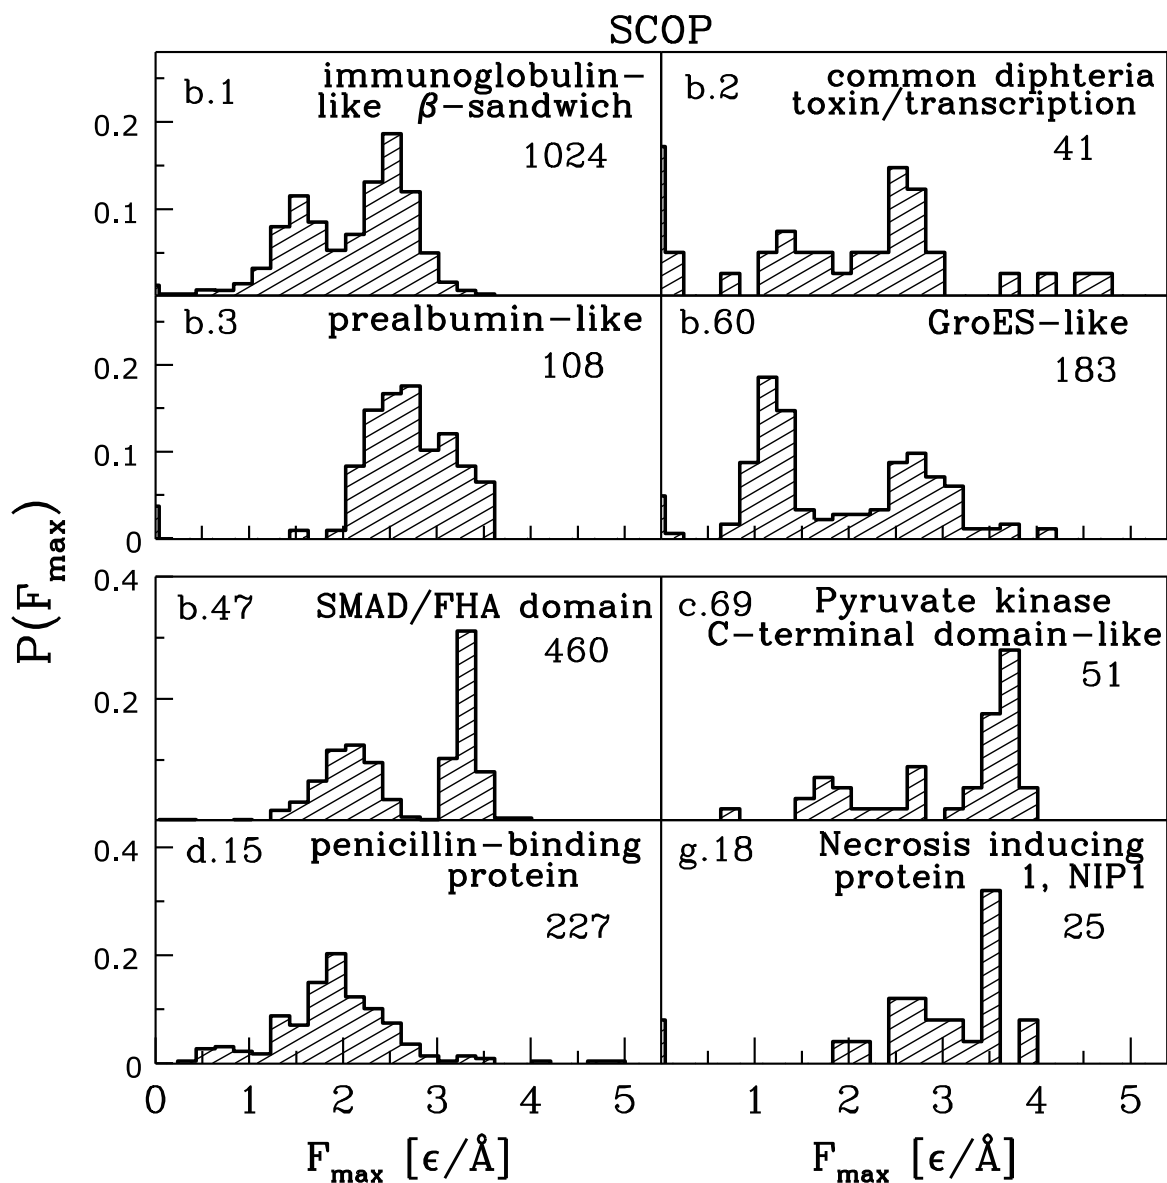 SCOP
b.1 immunoglobulin-
like β-sandwich
1024
b.2 common diphteria
toxin/transcription
41
0.2
0.1
b.3 prealbumin-like
108
b.60 GroES-like
183
0.2
0.1
0
P(F_max)
b.47 SMAD/FHA domain
460
c.69 Pyruvate kinase
C-terminal domain-like
51
0.4
0.2
0
d.15 penicillin-binding
protein
227
g.18 Necrosis inducing
protein 1, NIP1
25
0.4
0.2
0
0 1 2 3 4 5 1 2 3 4 5
F_max [ϵ/Å] F_max [ϵ/Å]